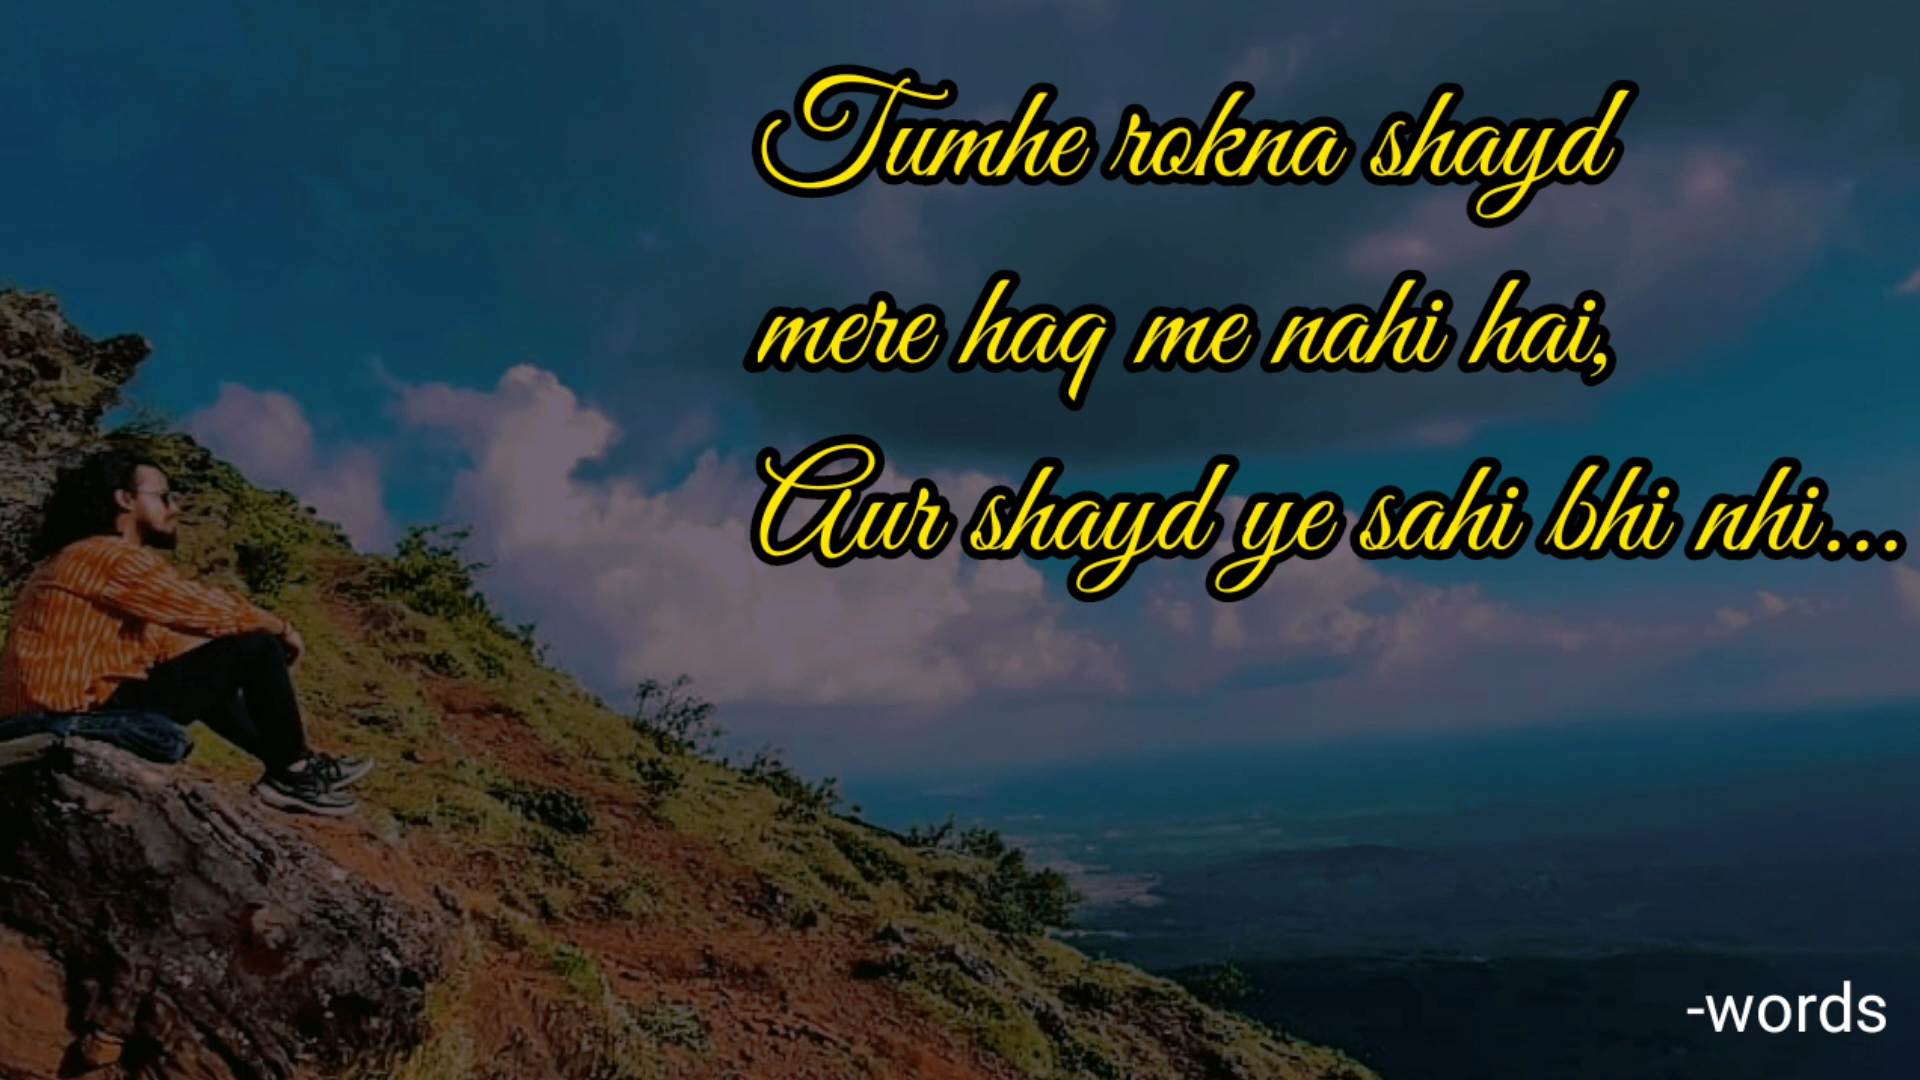 Tumhe rokna shayd
mere haq me nahi hai,
Aur shayd ye sahi bhi nhi...
-words